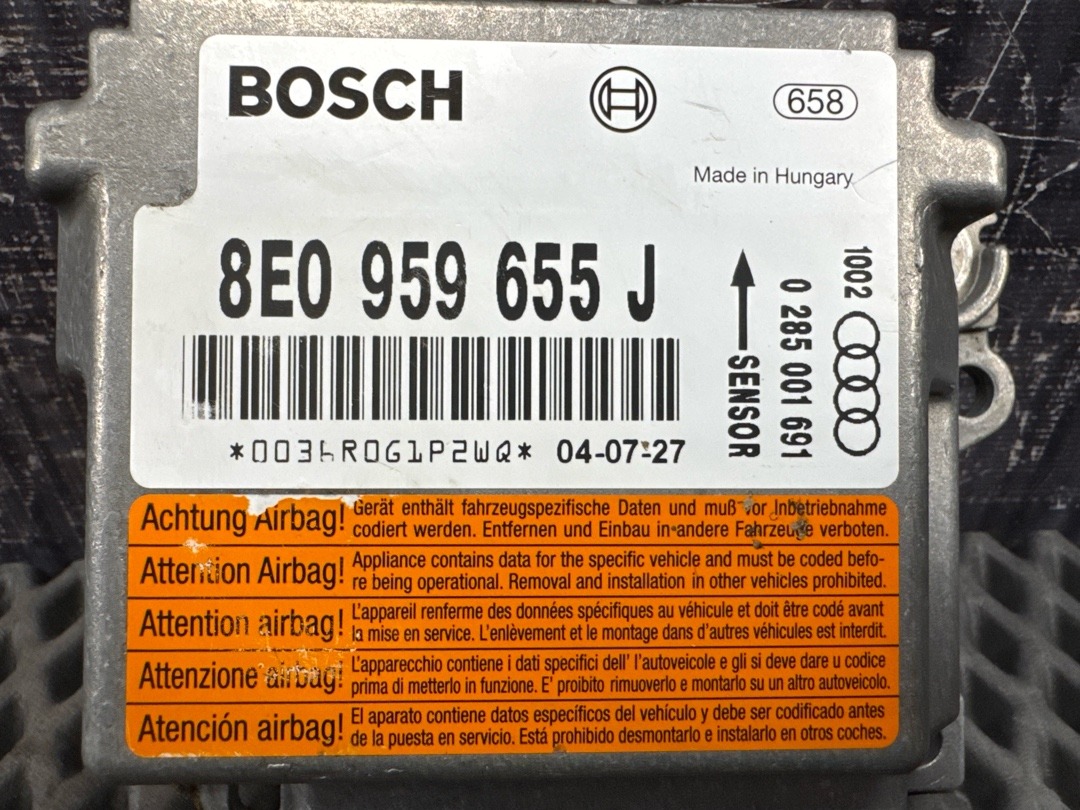 BOSCH
658
Made in Hungary
8E0 959 655 J
SENSOR
0 285 001 691
1002
04-07-27
Achtung Airbag! Gerät enthält fahrzeugspezifische Daten und muß vor Inbetriebnahme
codiert werden. Entfernen und Einbau in andere Fahrzeuge verboten.
Attention Airbag! Appliance contains data for the specific vehicle and must be coded befo-
re being operational. Removal and installation in other vehicles prohibited.
Attention airbag! L'appareil renferme des données spécifiques au véhicule et doit être codé avant
la mise en service. L'enlèvement et le montage dans d'autres véhicules est interdit.
Attenzione airbag! L'apparecchio contiene i dati specifici dell' l'autoveicolo e gli si deve dare u codice
prima di metterlo in funzione. E' proibito rimuoverlo e montarlo su un altro autoveicolo.
Atención airbag! El aparato contiene datos específicos del vehículo y debe ser codificado antes
de la puesta en servicio. Está prohibido desmontarlo e instalarlo en otros coches.